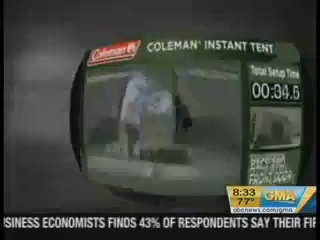 Coleman
COLEMAN® INSTANT TENT
Total Setup Time
00:34.5
8:33
77°
GMA
abcnews.com/gma
BUSINESS ECONOMISTS FINDS 43% OF RESPONDENTS SAY THEIR FI